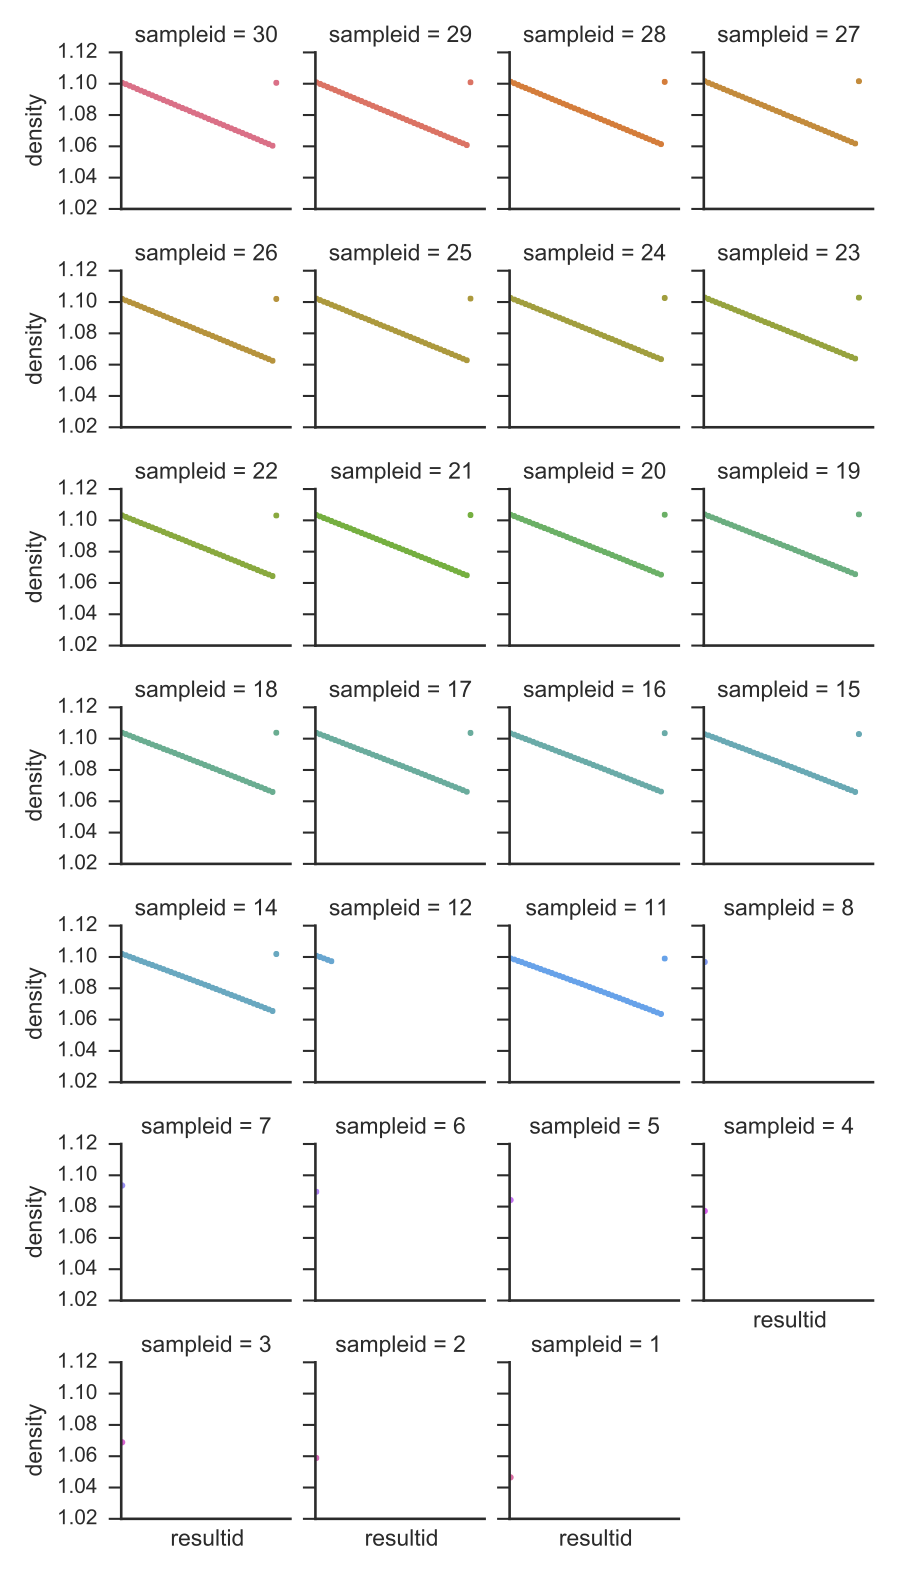 sampleid = 30 sampleid = 29 sampleid = 28 sampleid = 27
1.12
1.10
1.08
1.06
1.04
1.02
density
sampleid = 26 sampleid = 25 sampleid = 24 sampleid = 23
1.12
1.10
1.08
1.06
1.04
1.02
density
sampleid = 22 sampleid = 21 sampleid = 20 sampleid = 19
1.12
1.10
1.08
1.06
1.04
1.02
density
sampleid = 18 sampleid = 17 sampleid = 16 sampleid = 15
1.12
1.10
1.08
1.06
1.04
1.02
density
sampleid = 14 sampleid = 12 sampleid = 11 sampleid = 8
1.12
1.10
1.08
1.06
1.04
1.02
density
sampleid = 7 sampleid = 6 sampleid = 5 sampleid = 4
1.12
1.10
1.08
1.06
1.04
1.02
density
resultid
sampleid = 3 sampleid = 2 sampleid = 1
1.12
1.10
1.08
1.06
1.04
1.02
density
resultid resultid resultid